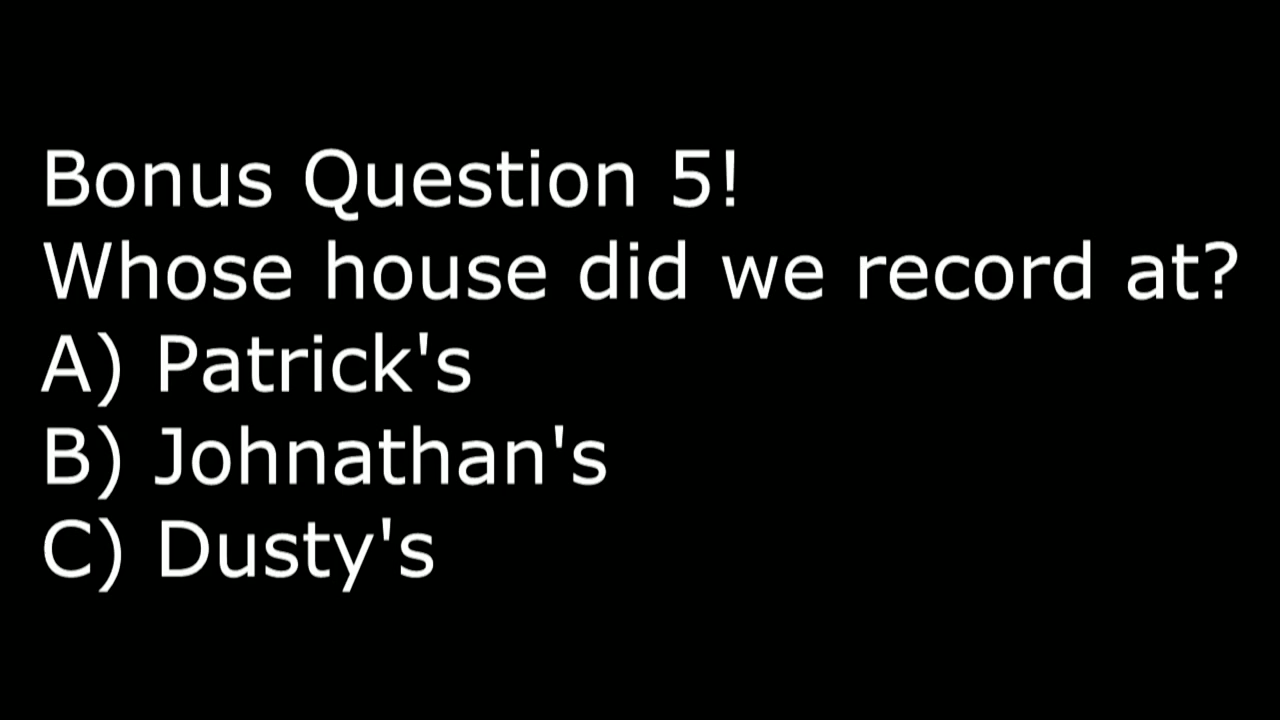 Bonus Question 5!
Whose house did we record at?
A) Patrick's
B) Johnathan's
C) Dusty's